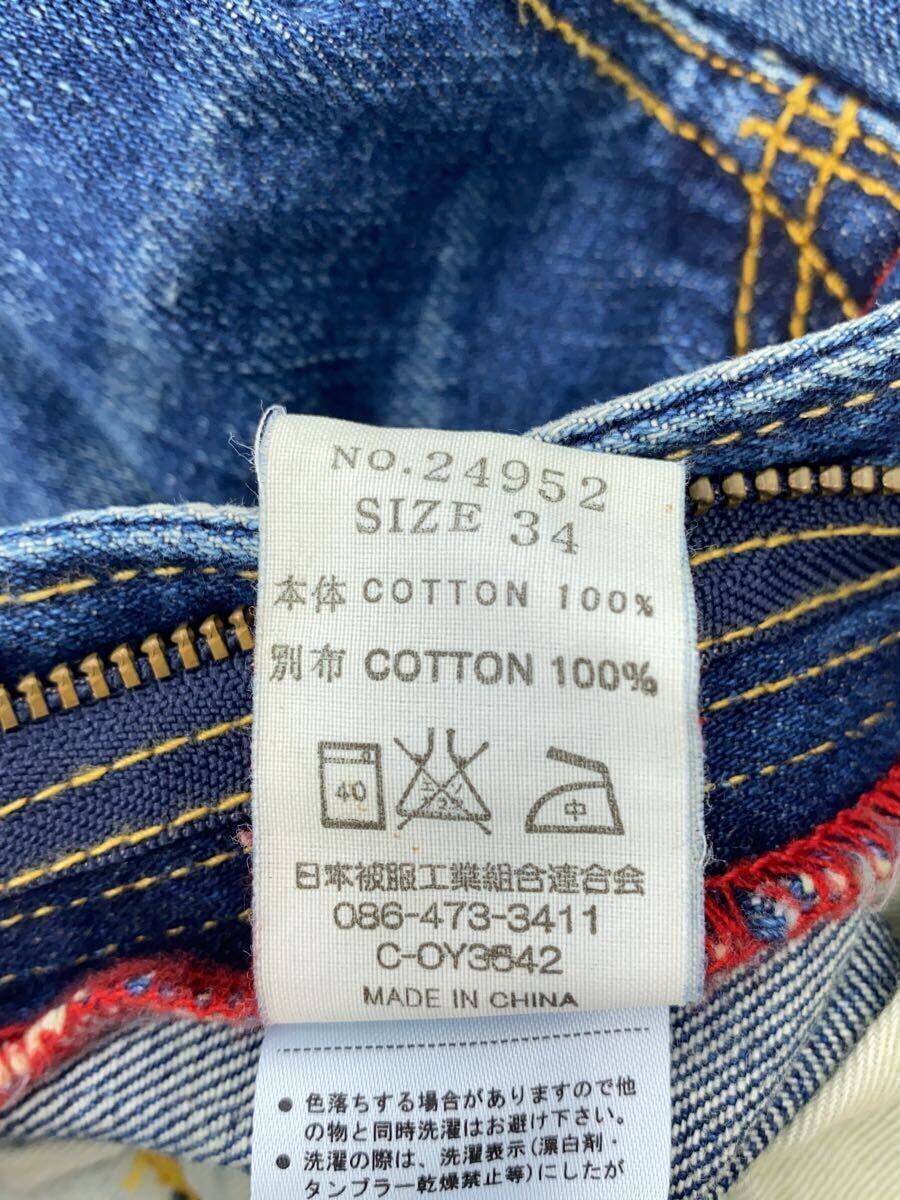 NO.24952
SIZE 34
本体 COTTON 100%
別布 COTTON 100%
40
エンソ
中
日本被服工業組合連合会
086-473-3411
C-OY3542
MADE IN CHINA
● 色落ちする場合がありますので他
の物と同時洗濯はお避け下さい。
● 洗濯の際は、洗濯表示(漂白剤・
タンブラー乾燥禁止等)にしたが